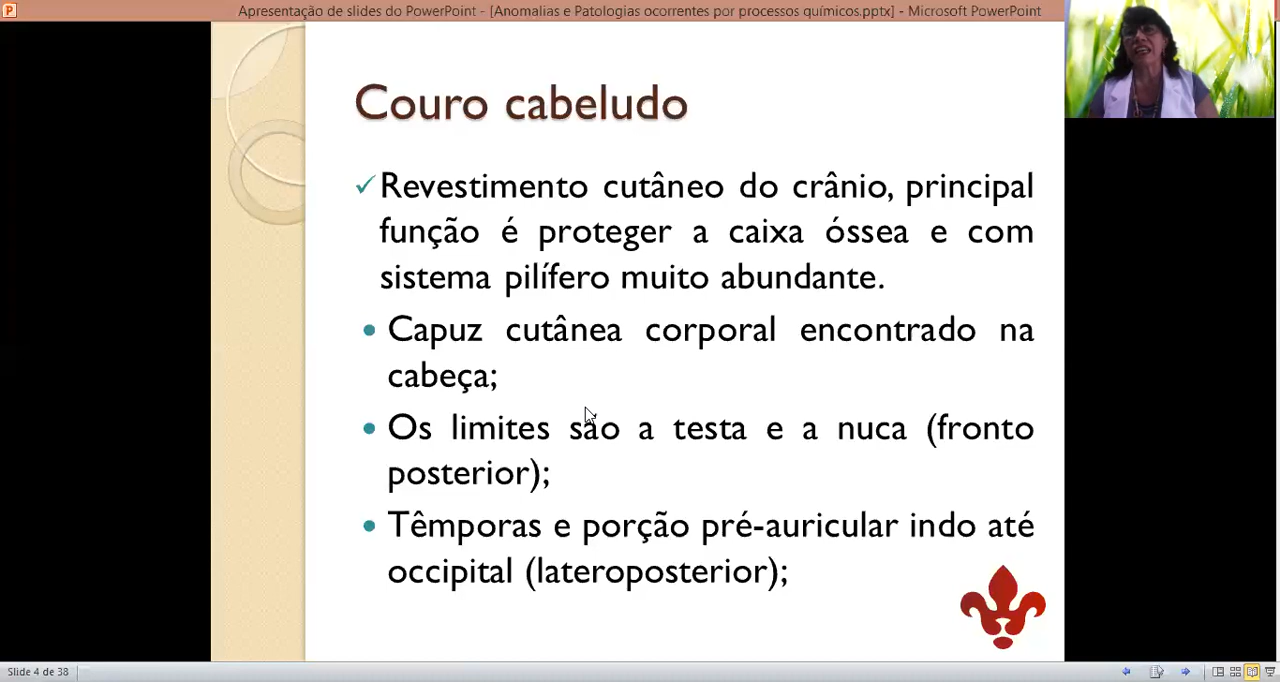 Apresentação de slides do PowerPoint - [Anomalias e Patologias ocorrentes por processos químicos.pptx] - Microsoft PowerPoint
Couro cabeludo
Revestimento cutâneo do crânio, principal
função é proteger a caixa óssea e com
sistema pilífero muito abundante.
Capuz cutânea corporal encontrado na
cabeça;
Os limites são a testa e a nuca (fronto
posterior);
Têmporas e porção pré-auricular indo até
occipital (lateroposterior);
Slide 4 de 38